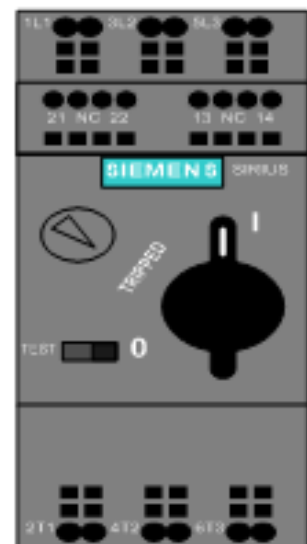 1L1 3L2 5L3
21 NC 22 13 NC 14
SIEMENS SIRIUS
I
TRIPPED
TEST 0
2T1 4T2 6T3